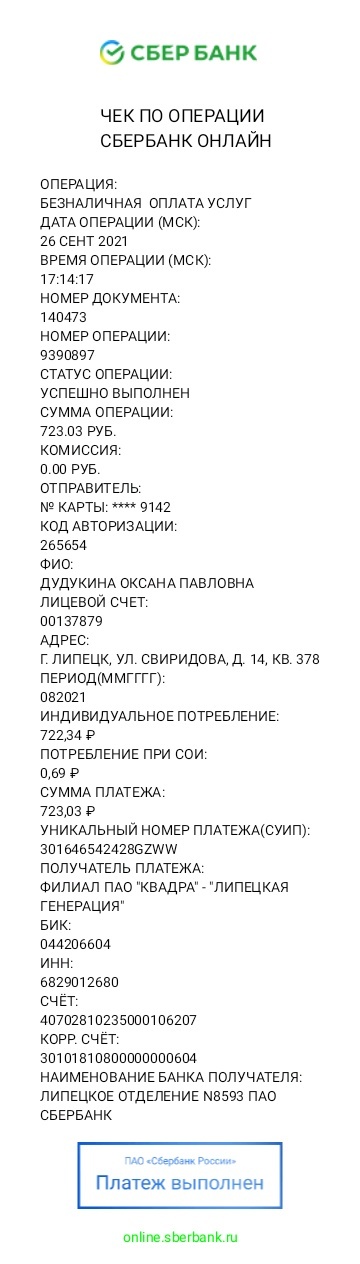 СБЕР БАНК
ЧЕК ПО ОПЕРАЦИИ
СБЕРБАНК ОНЛАЙН
ОПЕРАЦИЯ:
БЕЗНАЛИЧНАЯ ОПЛАТА УСЛУГ
ДАТА ОПЕРАЦИИ (МСК):
26 СЕНТ 2021
ВРЕМЯ ОПЕРАЦИИ (МСК):
17:14:17
НОМЕР ДОКУМЕНТА:
140473
НОМЕР ОПЕРАЦИИ:
9390897
СТАТУС ОПЕРАЦИИ:
УСПЕШНО ВЫПОЛНЕН
СУММА ОПЕРАЦИИ:
723.03 РУБ.
КОМИССИЯ:
0.00 РУБ.
ОТПРАВИТЕЛЬ:
№ КАРТЫ: **** 9142
КОД АВТОРИЗАЦИИ:
265654
ФИО:
ДУДУКИНА ОКСАНА ПАВЛОВНА
ЛИЦЕВОЙ СЧЕТ:
00137879
АДРЕС:
Г. ЛИПЕЦК, УЛ. СВИРИДОВА, Д. 14, КВ. 378
ПЕРИОД(ММГГГГ):
082021
ИНДИВИДУАЛЬНОЕ ПОТРЕБЛЕНИЕ:
722,34 ₽
ПОТРЕБЛЕНИЕ ПРИ СОИ:
0,69 ₽
СУММА ПЛАТЕЖА:
723,03 ₽
УНИКАЛЬНЫЙ НОМЕР ПЛАТЕЖА(СУИП):
301646542428GZWW
ПОЛУЧАТЕЛЬ ПЛАТЕЖА:
ФИЛИАЛ ПАО "КВАДРА" - "ЛИПЕЦКАЯ
ГЕНЕРАЦИЯ"
БИК:
044206604
ИНН:
6829012680
СЧЁТ:
40702810235000106207
КОРР. СЧЁТ:
30101810800000000604
НАИМЕНОВАНИЕ БАНКА ПОЛУЧАТЕЛЯ:
ЛИПЕЦКОЕ ОТДЕЛЕНИЕ N8593 ПАО
СБЕРБАНК
ПАО «Сбербанк России»
Платеж выполнен
online.sberbank.ru